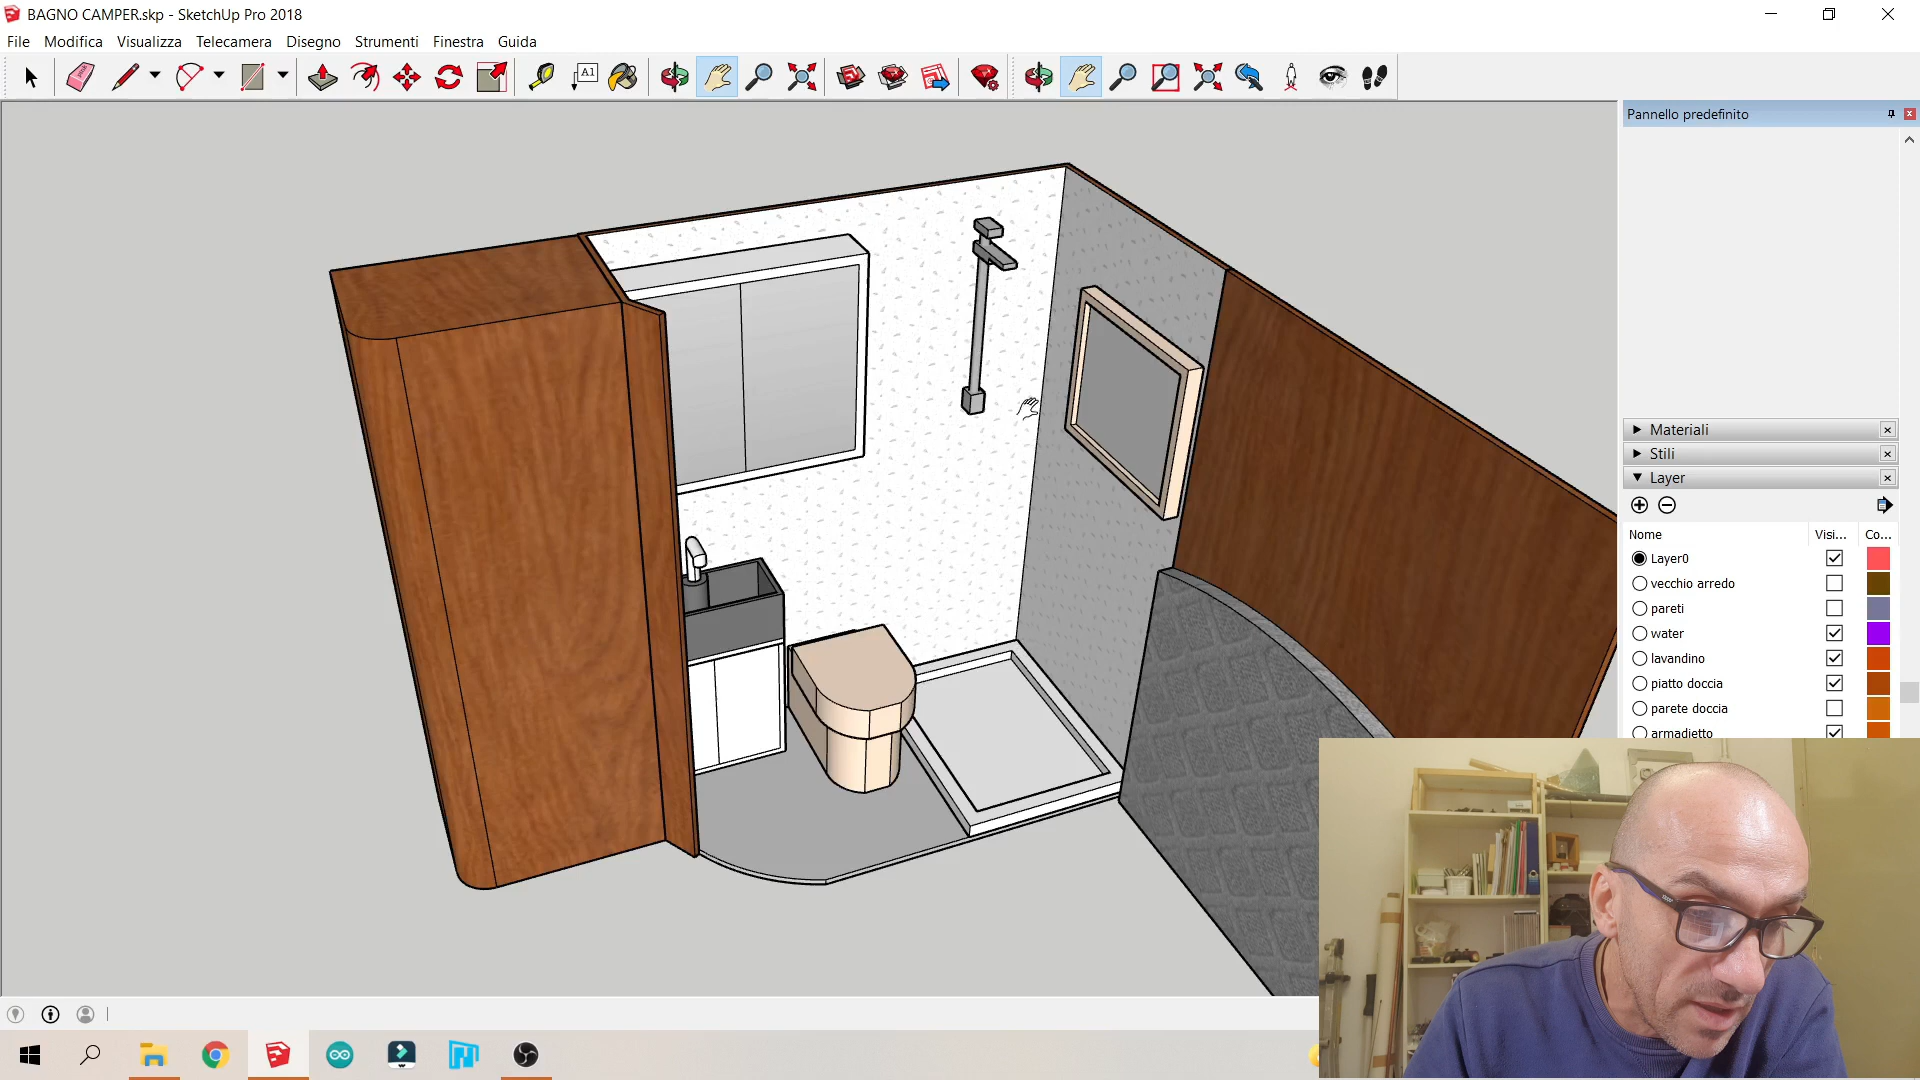 BAGNO CAMPER.skp - SketchUp Pro 2018
File Modifica Visualizza Telecamera Disegno Strumenti Finestra Guida
A1
Pannello predefinito
Materiali
Stili
Layer
Nome Visi... Co...
Layer0
vecchio arredo
pareti
water
lavandino
piatto doccia
parete doccia
armadietto